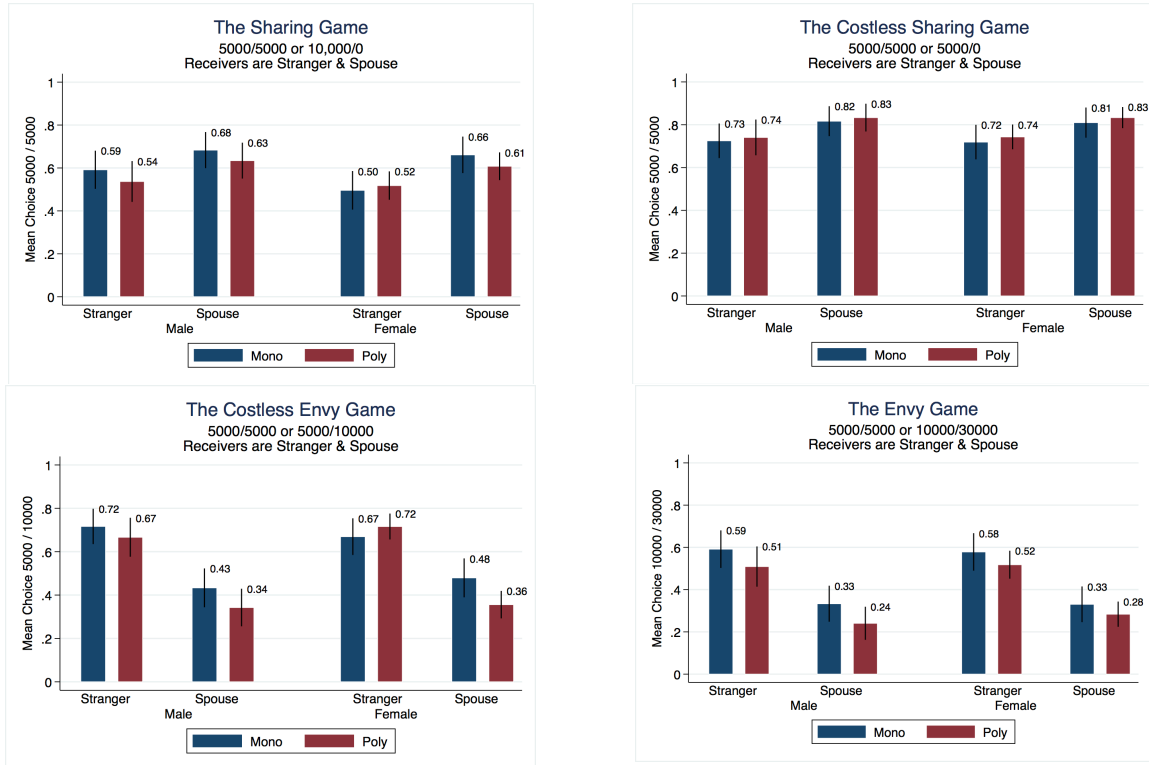 The Sharing Game
5000/5000 or 10,000/0
Receivers are Stranger & Spouse
Mean Choice 5000 / 5000
1
.8
.6
.4
.2
0
0.59
0.54
0.68
0.63
0.50
0.52
0.66
0.61
Stranger
Spouse
Stranger
Spouse
Male
Female
Mono
Poly
The Costless Sharing Game
5000/5000 or 5000/0
Receivers are Stranger & Spouse
Mean Choice 5000 / 5000
1
.8
.6
.4
.2
0
0.73
0.74
0.82
0.83
0.72
0.74
0.81
0.83
Stranger
Spouse
Stranger
Spouse
Male
Female
Mono
Poly
The Costless Envy Game
5000/5000 or 5000/10000
Receivers are Stranger & Spouse
Mean Choice 5000 / 10000
1
.8
.6
.4
.2
0
0.72
0.67
0.43
0.34
0.67
0.72
0.48
0.36
Stranger
Spouse
Stranger
Spouse
Male
Female
Mono
Poly
The Envy Game
5000/5000 or 10000/30000
Receivers are Stranger & Spouse
Mean Choice 10000 / 30000
1
.8
.6
.4
.2
0
0.59
0.51
0.33
0.24
0.58
0.52
0.33
0.28
Stranger
Spouse
Stranger
Spouse
Male
Female
Mono
Poly